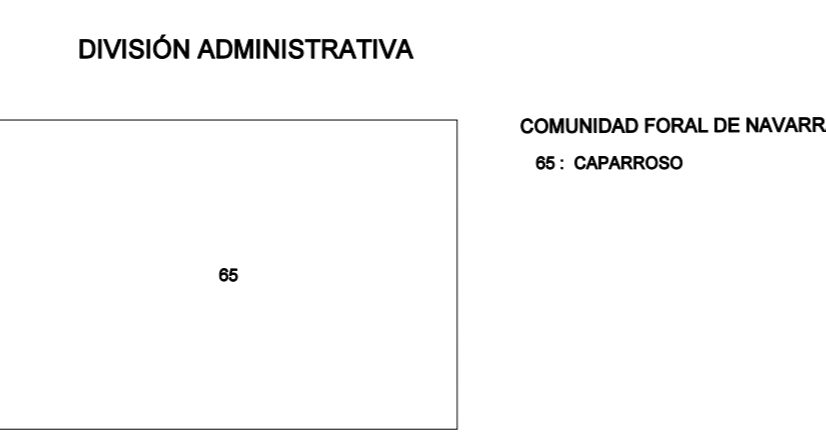 DIVISIÓN ADMINISTRATIVA
COMUNIDAD FORAL DE NAVARR
65 : CAPARROSO
65